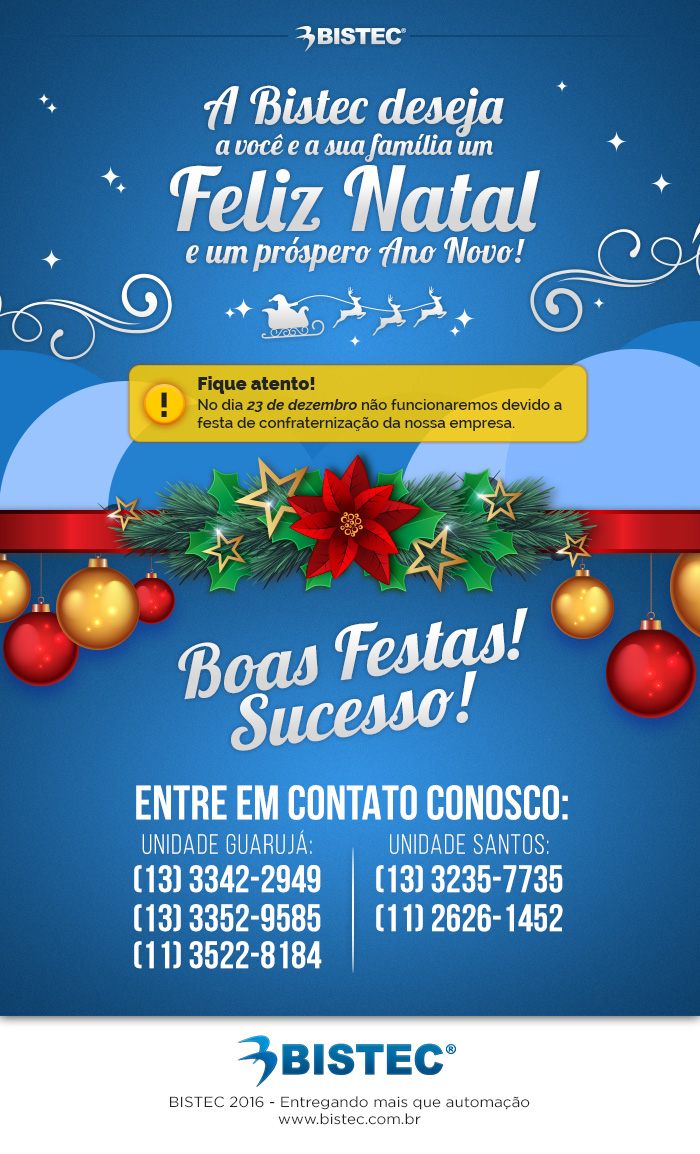 BISTEC®
A Bistec deseja
a você e a sua família um
Feliz Natal
e um próspero Ano Novo!
!
Fique atento!
No dia 23 de dezembro não funcionaremos devido a
festa de confraternização da nossa empresa.
Boas Festas!
Sucesso!
ENTRE EM CONTATO CONOSCO:
UNIDADE GUARUJÁ:
(13) 3342-2949
(13) 3352-9585
(11) 3522-8184
UNIDADE SANTOS:
(13) 3235-7735
(11) 2626-1452
BISTEC®
BISTEC 2016 - Entregando mais que automação
www.bistec.com.br